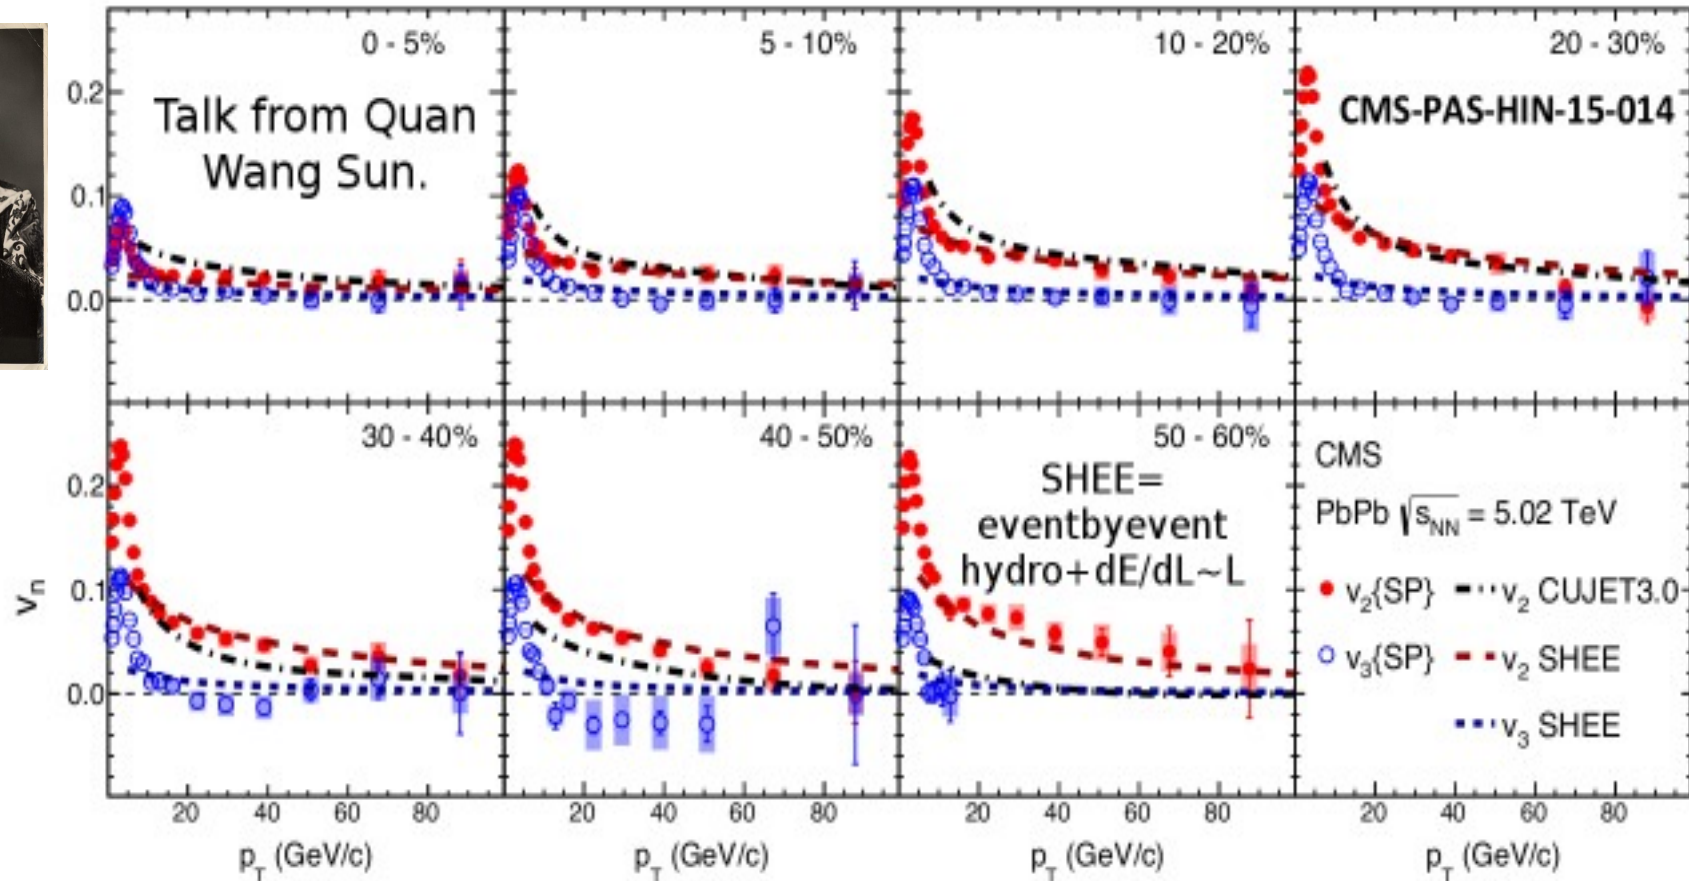 0 - 5%
5 - 10%
10 - 20%
20 - 30%
Talk from Quan
Wang Sun.
CMS-PAS-HIN-15-014
0.2
0.1
0.0
30 - 40%
40 - 50%
50 - 60%
SHEE=
eventbyevent
hydro+dE/dL~L
CMS
PbPb √sNN = 5.02 TeV
v2{SP}
v2 CUJET3.0
v3{SP}
v2 SHEE
v3 SHEE
vn
0.2
0.1
0.0
20 40 60 80
20 40 60 80
20 40 60 80
20 40 60 80
pT (GeV/c)
pT (GeV/c)
pT (GeV/c)
pT (GeV/c)